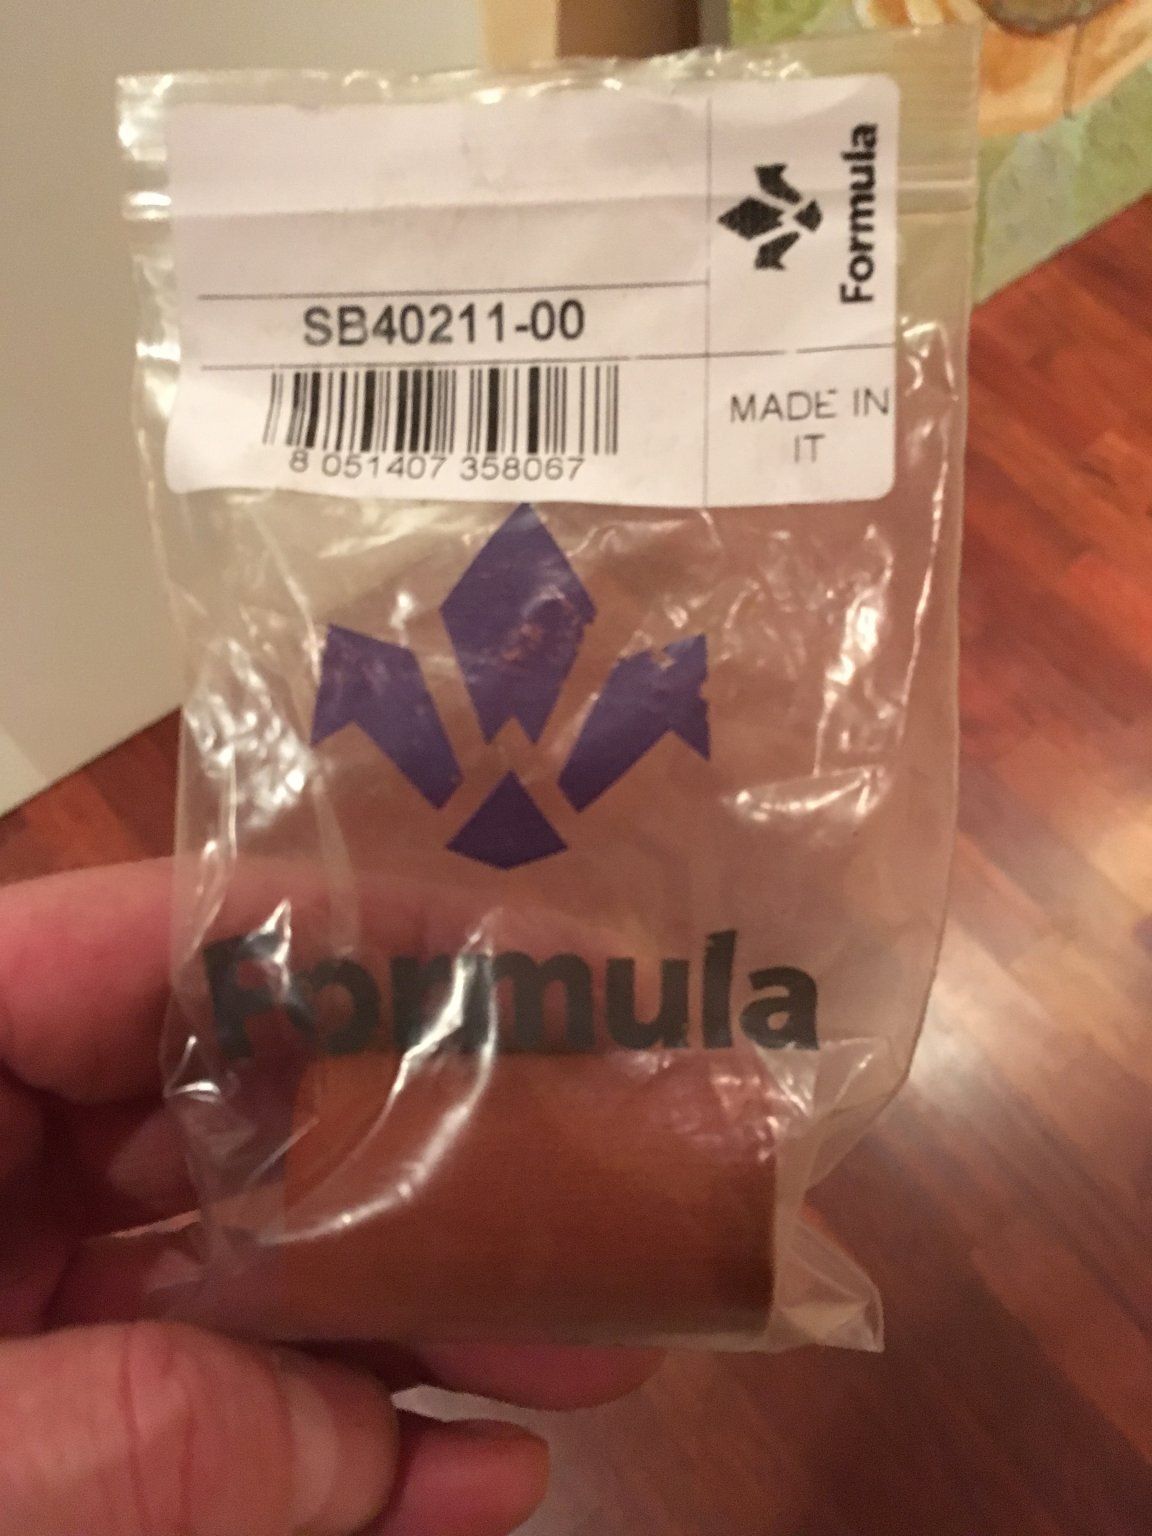 Formula
SB40211-00
8 051407 358067
MADE IN
IT
Formula